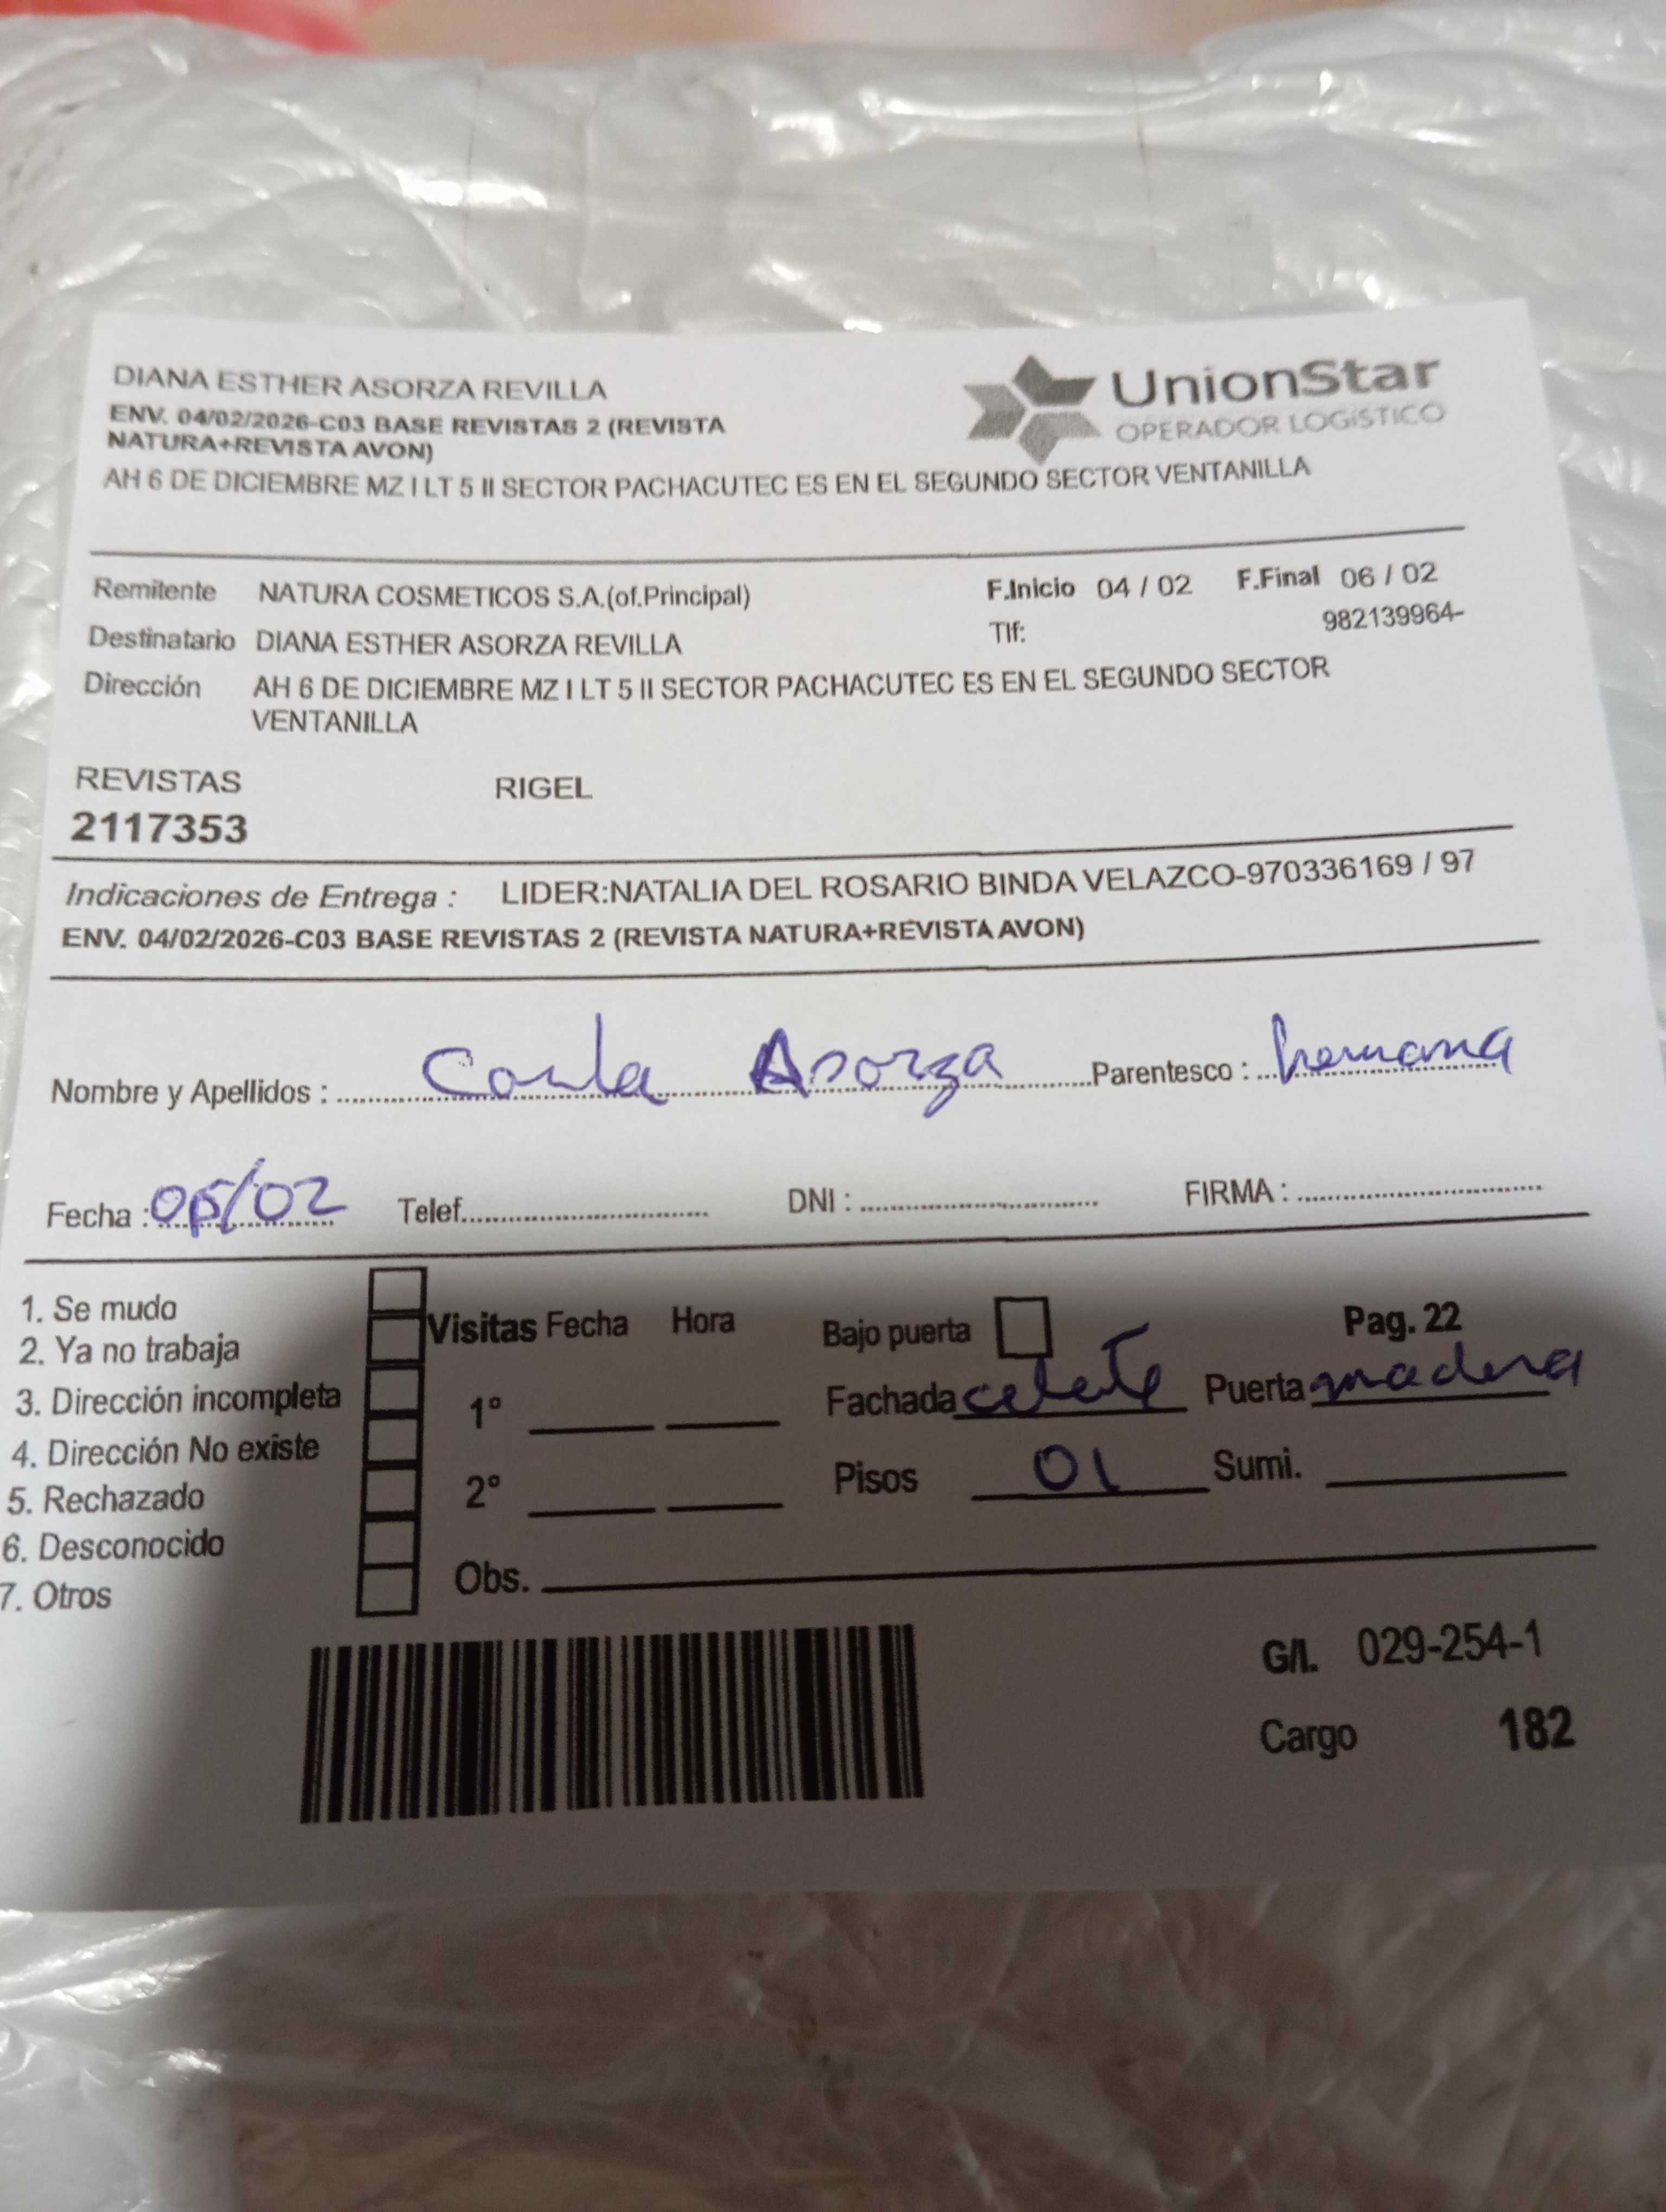 DIANA ESTHER ASORZA REVILLA
ENV. 04/02/2026-C03 BASE REVISTAS 2 (REVISTA
NATURA+REVISTA AVON)
AH 6 DE DICIEMBRE MZ I LT 5 II SECTOR PACHACUTEC ES EN EL SEGUNDO SECTOR VENTANILLA
UnionStar
OPERADOR LOGÍSTICO
Remitente NATURA COSMETICOS S.A.(of.Principal) F.Inicio 04 / 02 F.Final 06 / 02
Destinatario DIANA ESTHER ASORZA REVILLA Tlf: 982139964-
Dirección AH 6 DE DICIEMBRE MZ I LT 5 II SECTOR PACHACUTEC ES EN EL SEGUNDO SECTOR
VENTANILLA
REVISTAS RIGEL
2117353
Indicaciones de Entrega : LIDER:NATALIA DEL ROSARIO BINDA VELAZCO-970336169 / 97
ENV. 04/02/2026-C03 BASE REVISTAS 2 (REVISTA NATURA+REVISTA AVON)
Nombre y Apellidos : Carla Asorza Parentesco : hermana
Fecha : 05/02 Telef. DNI : FIRMA :
1. Se mudo
2. Ya no trabaja
3. Dirección incompleta
4. Dirección No existe
5. Rechazado
6. Desconocido
7. Otros
Visitas Fecha Hora
1°
2°
Obs.
Bajo puerta Pag. 22
Fachada celeste Puerta madera
Pisos 01 Sumi.
G/I. 029-254-1
Cargo 182